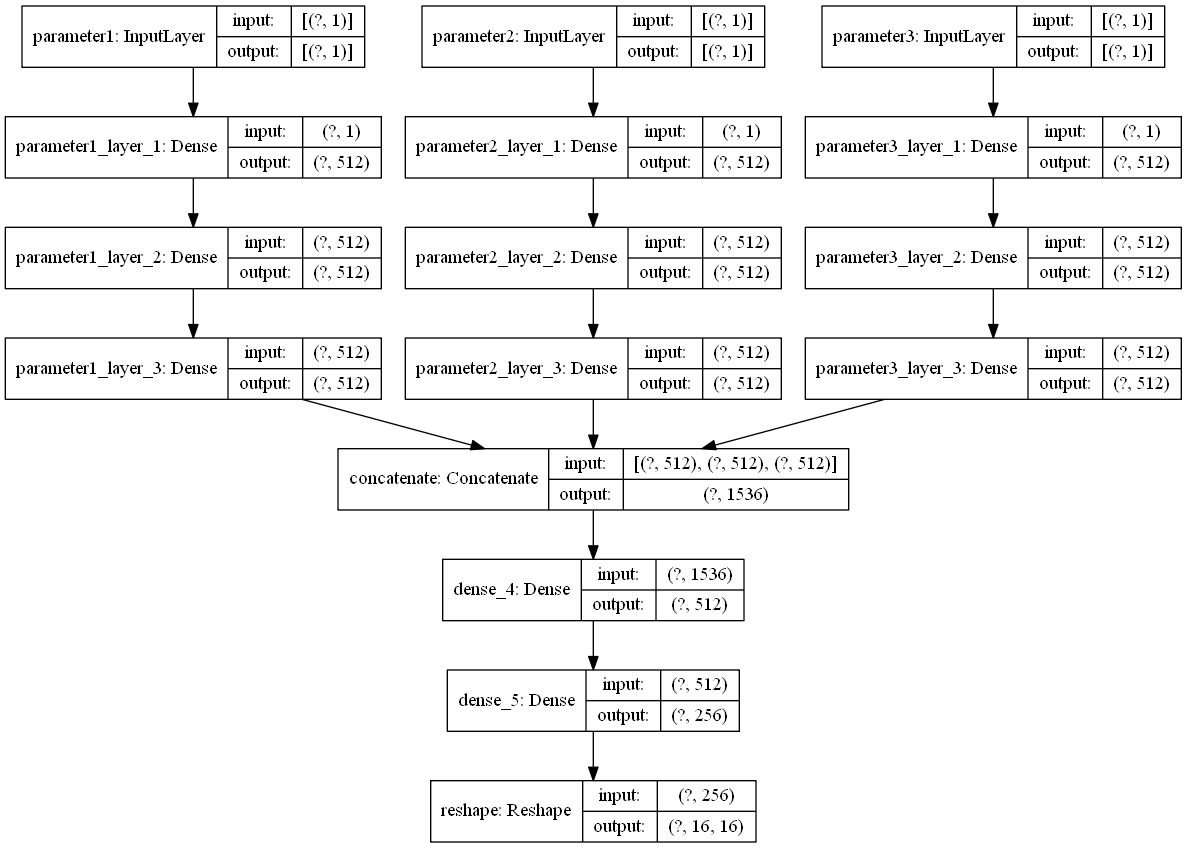 parameter1: InputLayer input: [(?, 1)] output: [(?, 1)]
parameter2: InputLayer input: [(?, 1)] output: [(?, 1)]
parameter3: InputLayer input: [(?, 1)] output: [(?, 1)]
parameter1_layer_1: Dense input: (?, 1) output: (?, 512)
parameter2_layer_1: Dense input: (?, 1) output: (?, 512)
parameter3_layer_1: Dense input: (?, 1) output: (?, 512)
parameter1_layer_2: Dense input: (?, 512) output: (?, 512)
parameter2_layer_2: Dense input: (?, 512) output: (?, 512)
parameter3_layer_2: Dense input: (?, 512) output: (?, 512)
parameter1_layer_3: Dense input: (?, 512) output: (?, 512)
parameter2_layer_3: Dense input: (?, 512) output: (?, 512)
parameter3_layer_3: Dense input: (?, 512) output: (?, 512)
concatenate: Concatenate input: [(?, 512), (?, 512), (?, 512)] output: (?, 1536)
dense_4: Dense input: (?, 1536) output: (?, 512)
dense_5: Dense input: (?, 512) output: (?, 256)
reshape: Reshape input: (?, 256) output: (?, 16, 16)